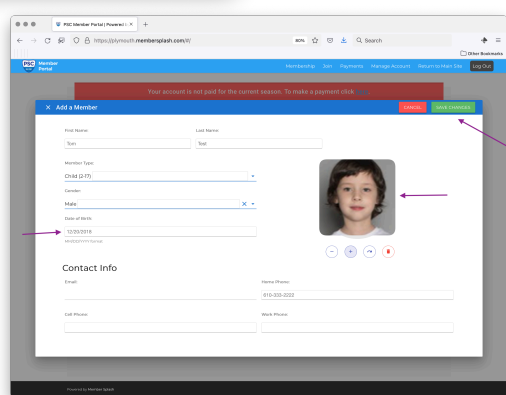 PSC Member Portal | Powered b
https://plymouth.membersplash.com/#/
80%
Search
Other Bookmarks
PSC
Member
Portal
Membership Join Payments Manage Account Return to Main Site Log Out
Your account is not paid for the current season. To make a payment click
Add a Member
CANCEL
SAVE CHANGES
First Name: Last Name:
Tom Test
Member Type:
Child (2-17)
Gender:
Male
Date of Birth:
12/20/2018
MM/DD/YYYY format
Contact Info
Email: Home Phone:
610-333-2222
Cell Phone: Work Phone:
Powered by Member Splash